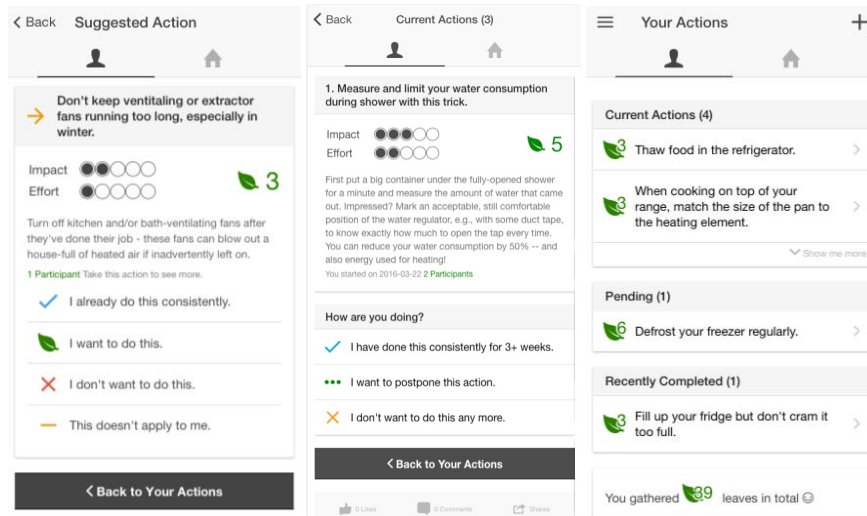 Back Suggested Action
Don't keep ventitaling or extractor
fans running too long, especially in
winter.
Impact
Effort
3
Turn off kitchen and/or bath-ventilating fans after
they've done their job - these fans can blow out a
house-full of heated air if inadvertently left on.
1 Participant Take this action to see more.
I already do this consistently.
I want to do this.
I don't want to do this.
This doesn't apply to me.
Back to Your Actions
Back Current Actions (3)
1. Measure and limit your water consumption
during shower with this trick.
Impact
Effort
5
First put a big container under the fully-opened shower
for a minute and measure the amount of water that came
out. Impressed? Mark an acceptable, still comfortable
position of the water regulator, e.g., with some duct tape,
to know exactly how much to open the tap every time.
You can reduce your water consumption by 50% -- and
also energy used for heating!
You started on 2016-03-22 2 Participants
How are you doing?
I have done this consistently for 3+ weeks.
I want to postpone this action.
I don't want to do this any more.
Back to Your Actions
0 Likes 0 Comments Shares
Your Actions
Current Actions (4)
3 Thaw food in the refrigerator.
When cooking on top of your
3 range, match the size of the pan to
the heating element.
Show me more
Pending (1)
6 Defrost your freezer regularly.
Recently Completed (1)
3 Fill up your fridge but don't cram it
too full.
You gathered 39 leaves in total